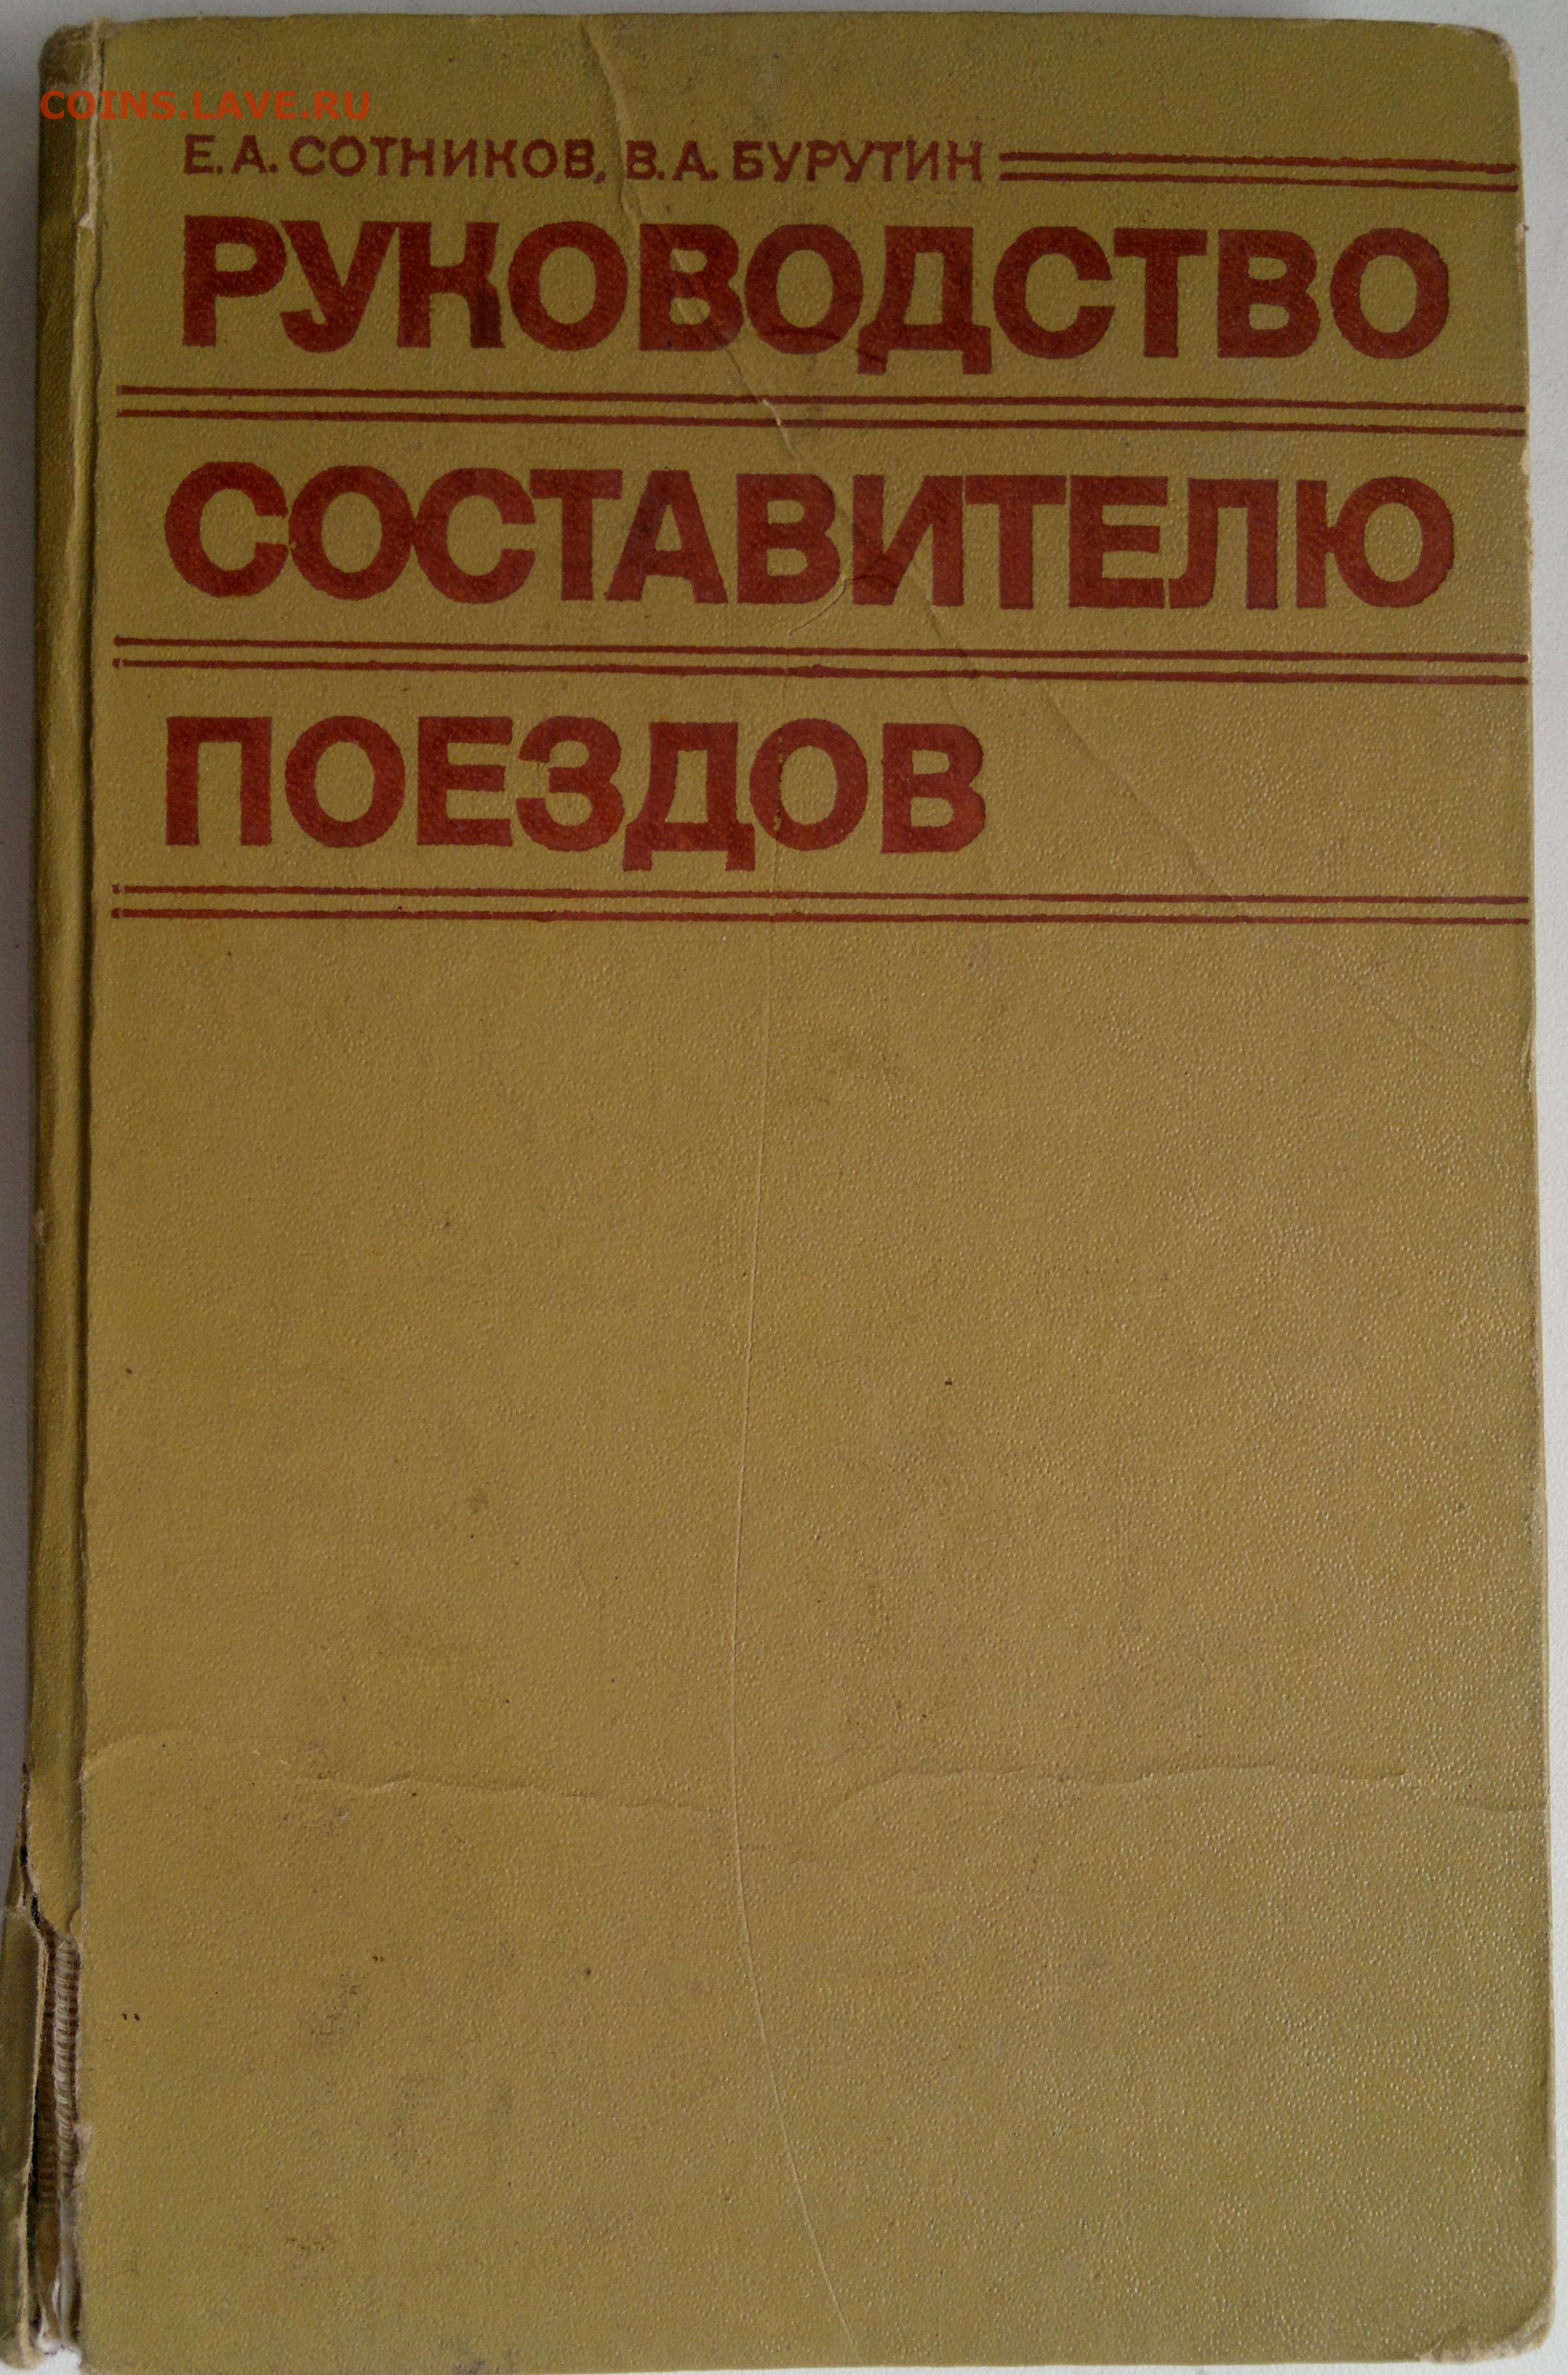 COINS.LAVE.RU
Е.А. СОТНИКОВ, В.А. БУРУТИН
РУКОВОДСТВО
СОСТАВИТЕЛЮ
ПОЕЗДОВ